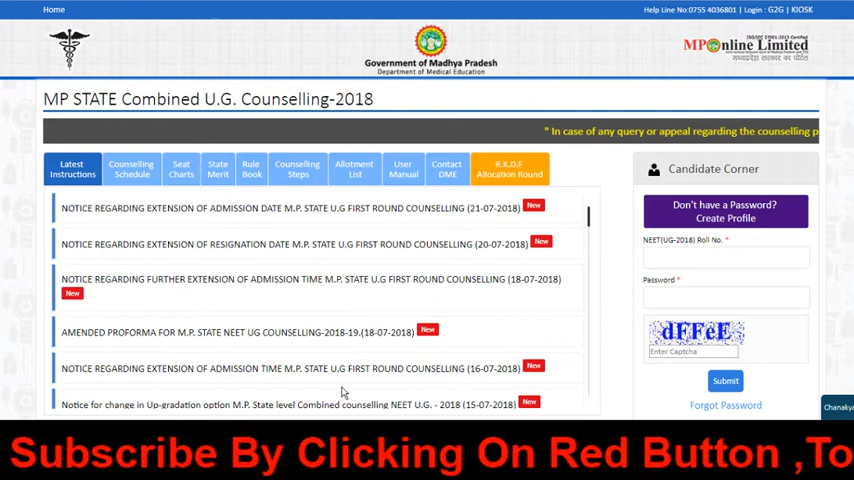 Home
Help Line No:0755 4036801 | Login : G2G | KIOSK
Government of Madhya Pradesh
Department of Medical Education
MPOnline Limited
मध्यप्रदेश सरकार का पोर्टल
MP STATE Combined U.G. Counselling-2018
" In case of any query or appeal regarding the counselling p
Latest Instructions
Counselling Schedule
Seat Charts
State Merit
Rule Book
Counselling Steps
Allotment List
User Manual
Contact DME
R.K.D.F Allocation Round
NOTICE REGARDING EXTENSION OF ADMISSION DATE M.P. STATE U.G FIRST ROUND COUNSELLING (21-07-2018) New
NOTICE REGARDING EXTENSION OF RESIGNATION DATE M.P. STATE U.G FIRST ROUND COUNSELLING (20-07-2018) New
NOTICE REGARDING FURTHER EXTENSION OF ADMISSION TIME M.P. STATE U.G FIRST ROUND COUNSELLING (18-07-2018)
New
AMENDED PROFORMA FOR M.P. STATE NEET UG COUNSELLING-2018-19.(18-07-2018) New
NOTICE REGARDING EXTENSION OF ADMISSION TIME M.P. STATE U.G FIRST ROUND COUNSELLING (16-07-2018) New
Notice for change in Up-gradation option M.P. State level Combined counselling NEET U.G. - 2018 (15-07-2018) New
Candidate Corner
Don't have a Password?
Create Profile
NEET(UG-2018) Roll No. *
Password *
dFFeE
Enter Captcha
Submit
Forgot Password
Chanakya
Subscribe By Clicking On Red Button ,To